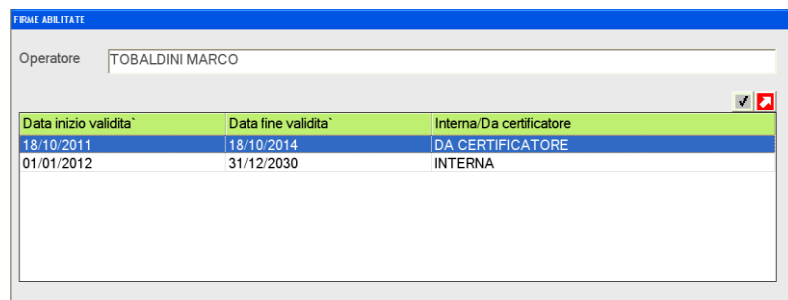 FIRME ABILITATE
Operatore TOBALDINI MARCO
Data inizio validita` Data fine validita` Interna/Da certificatore
18/10/2011 18/10/2014 DA CERTIFICATORE
01/01/2012 31/12/2030 INTERNA